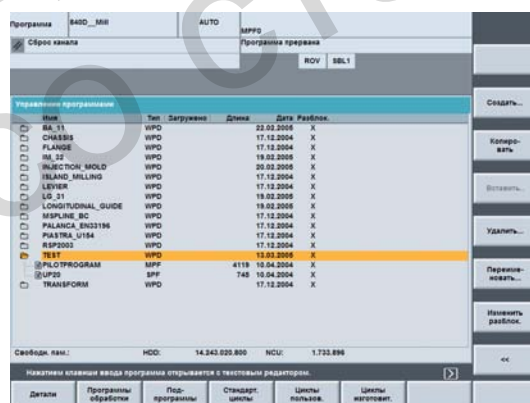 Программа 840D__Mill AUTO MPF0
Сброс канала Программа прервана
ROV SBL1
Управление программами
Имя Тип Загружено Длина Дата Разблок.
BA_11 WPD 22.02.2005 X
CHASSIS WPD 17.12.2004 X
FLANGE WPD 17.12.2004 X
IM_32 WPD 19.02.2005 X
INJECTION_MOLD WPD 20.02.2005 X
ISLAND_MILLING WPD 17.12.2004 X
LEVIER WPD 17.12.2004 X
LG_31 WPD 19.02.2005 X
LONGITUDINAL_GUIDE WPD 19.02.2005 X
MSPLINE_BC WPD 17.12.2004 X
PALANCA_EN33196 WPD 17.12.2004 X
PIASTRA_U154 WPD 17.12.2004 X
RSP2003 WPD 17.12.2004 X
TEST WPD 13.03.2005 X
PILOTPROGRAM MPF 4119 10.04.2004 X
UP20 SPF 745 10.04.2004 X
TRANSFORM WPD 17.12.2004 X
Свободн. пам.: HDD: 14.243.020.800 NCU: 1.733.896
Нажатием клавиши ввода программа открывается с текстовым редактором.
Создать...
Копиро-
вать
Вставить...
Удалить...
Переиме-
новать...
Изменить
разблок.
<<
Детали
Программы
обработки
Под-
программы
Стандарт.
циклы
Циклы
пользов.
Циклы
изготовит.